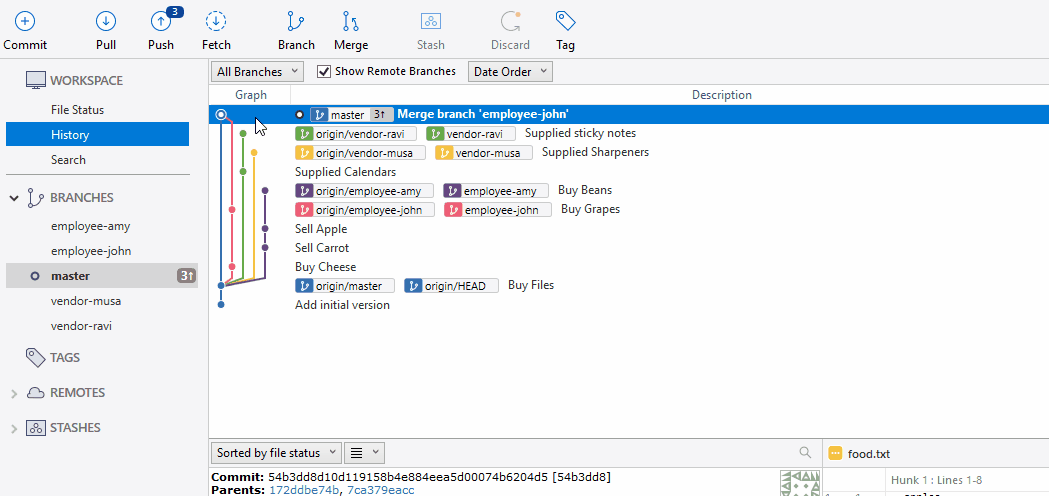 3
Commit Pull Push Fetch Branch Merge Stash Discard Tag
WORKSPACE
File Status
History
Search
BRANCHES
employee-amy
employee-john
master 3↑
vendor-musa
vendor-ravi
TAGS
REMOTES
STASHES
All Branches Show Remote Branches Date Order
Graph Description
master 3↑ Merge branch 'employee-john'
origin/vendor-ravi vendor-ravi Supplied sticky notes
origin/vendor-musa vendor-musa Supplied Sharpeners
Supplied Calendars
origin/employee-amy employee-amy Buy Beans
origin/employee-john employee-john Buy Grapes
Sell Apple
Sell Carrot
Buy Cheese
origin/master origin/HEAD Buy Files
Add initial version
Sorted by file status
Commit: 54b3dd8d10d119158b4e884eea5d00074b6204d5 [54b3dd8]
Parents: 172ddbe74b, 7ca379eacc
food.txt
Hunk 1 : Lines 1-8